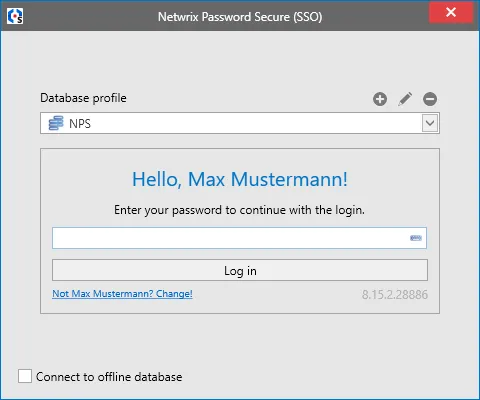 Netwrix Password Secure (SSO)
Database profile
NPS
Hello, Max Mustermann!
Enter your password to continue with the login.
Log in
Not Max Mustermann? Change!
8.15.2.28886
Connect to offline database